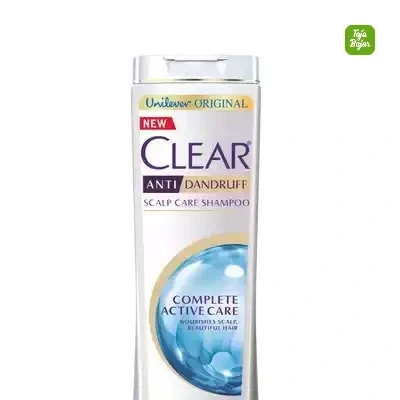 Taja
Bajar
Unilever ORIGINAL
NEW
CLEAR
ANTI DANDRUFF
SCALP CARE SHAMPOO
COMPLETE
ACTIVE CARE
NOURISHES SCALP,
BEAUTIFUL HAIR